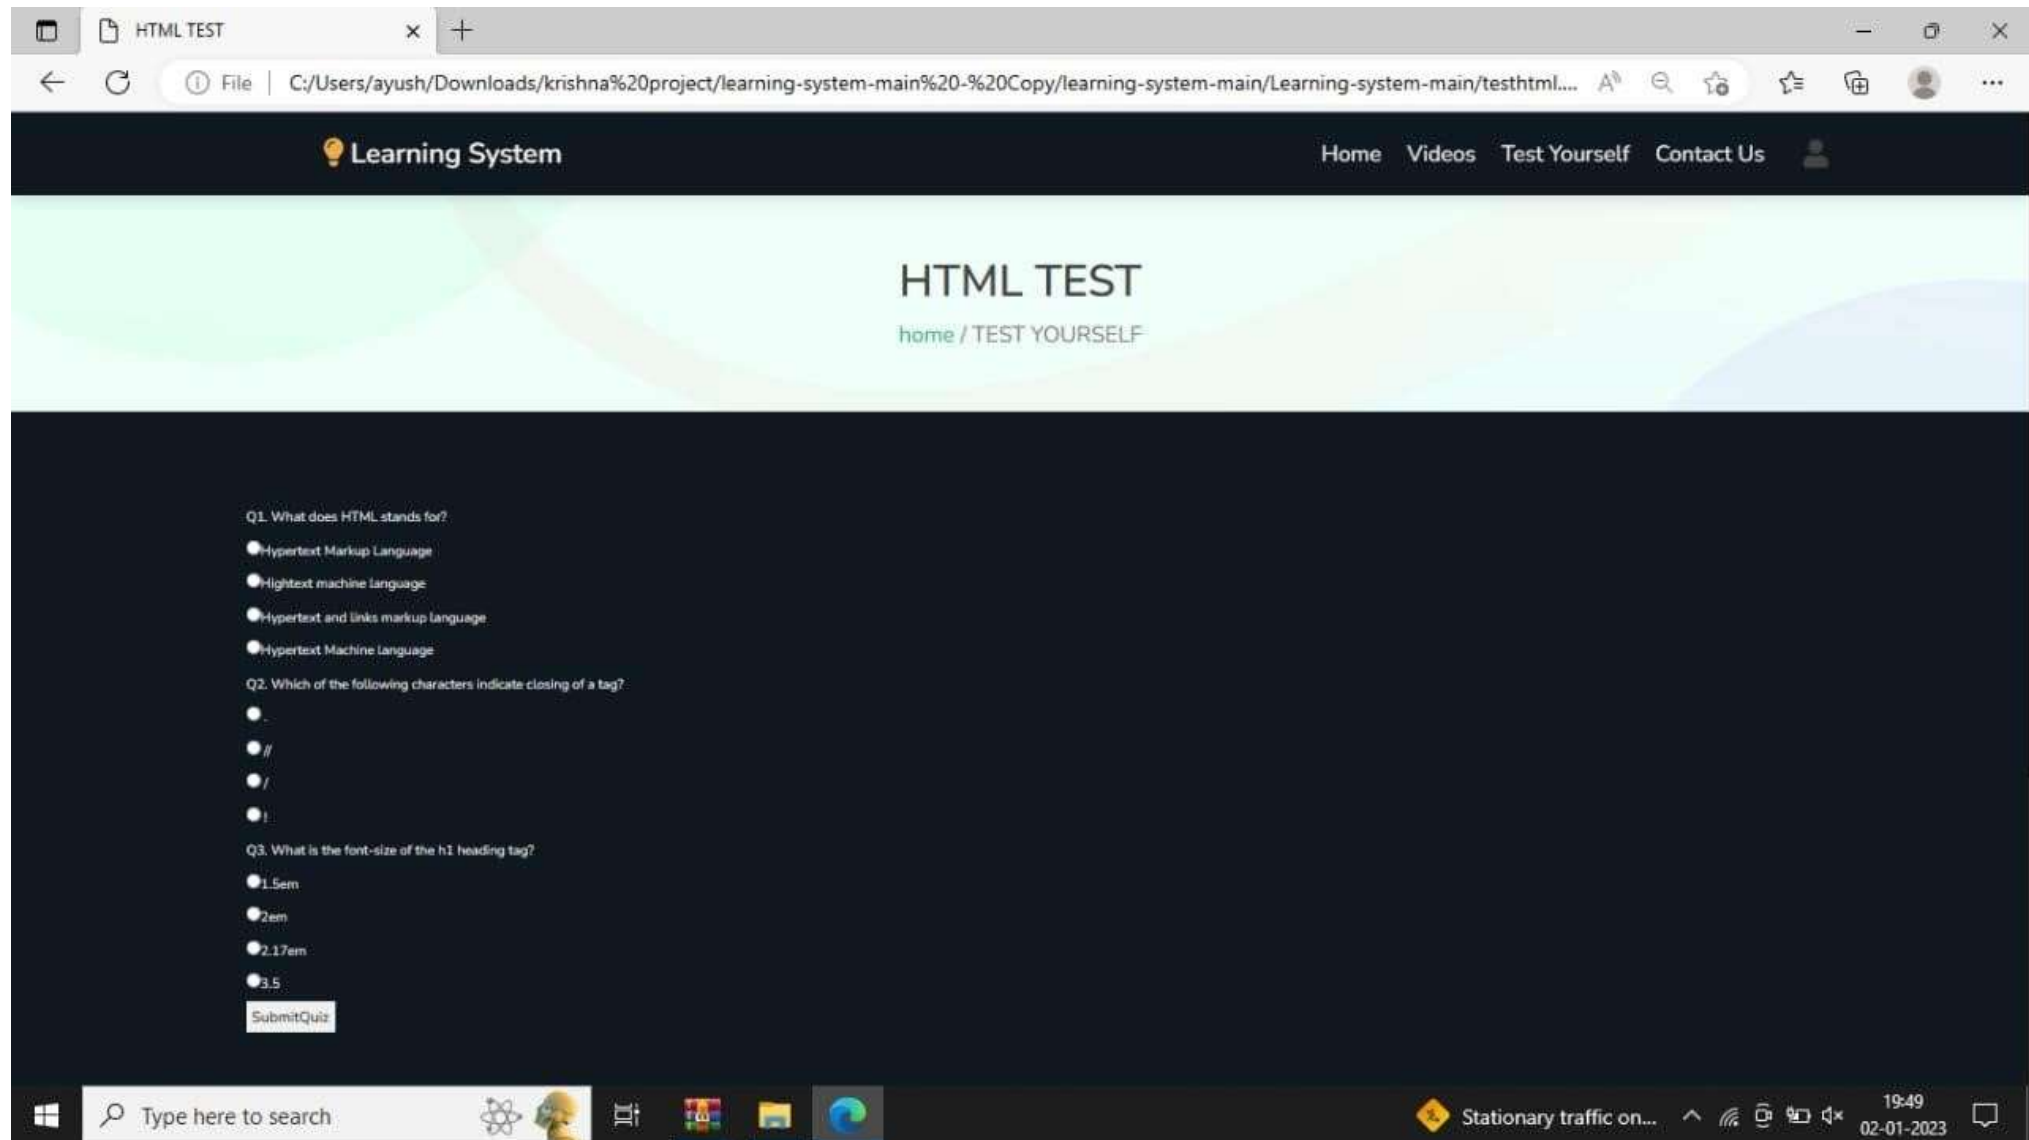 HTML TEST
File | C:/Users/ayush/Downloads/krishna%20project/learning-system-main%20-%20Copy/learning-system-main/Learning-system-main/testhtml....
Learning System
Home Videos Test Yourself Contact Us
HTML TEST
home / TEST YOURSELF
Q1. What does HTML stands for?
Hypertext Markup Language
Hightext machine language
Hypertext and links markup language
Hypertext Machine language
Q2. Which of the following characters indicate closing of a tag?
.
//
/
!
Q3. What is the font-size of the h1 heading tag?
1.5em
2em
2.17em
3.5
SubmitQuiz
Type here to search
Stationary traffic on...
19:49
02-01-2023